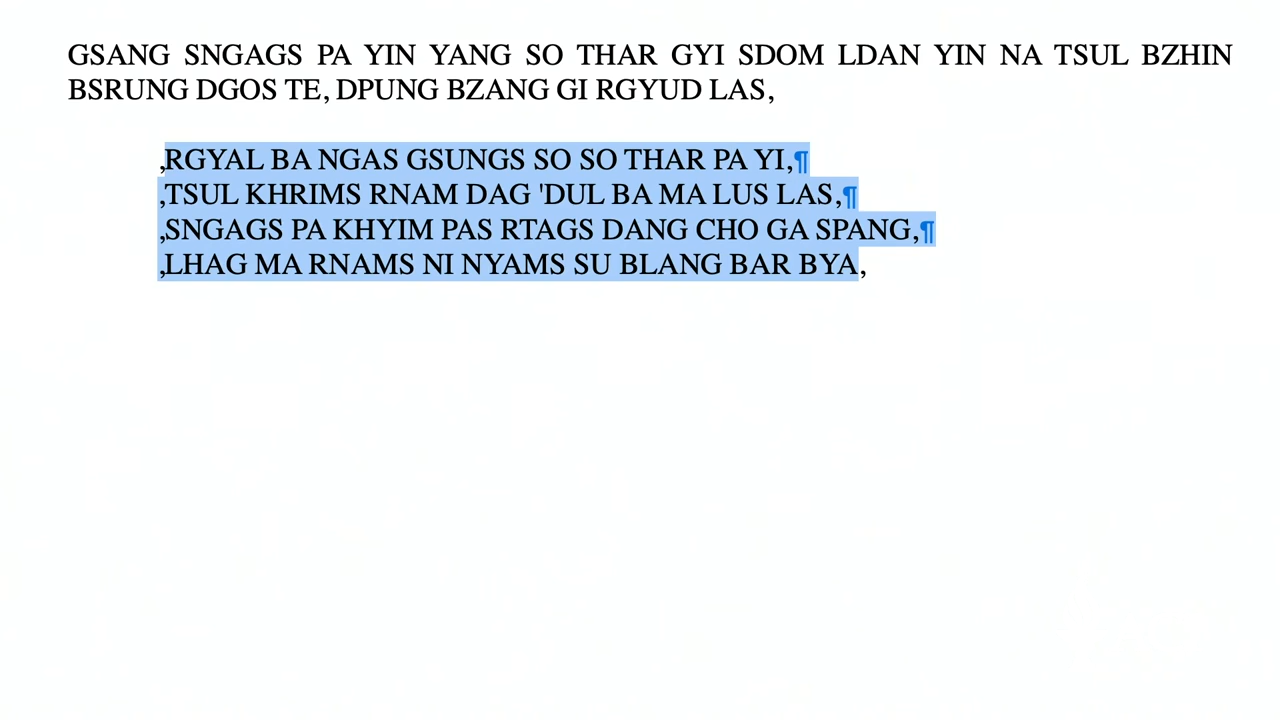 GSANG SNGAGS PA YIN YANG SO THAR GYI SDOM LDAN YIN NA TSUL BZHIN
BSRUNG DGOS TE, DPUNG BZANG GI RGYUD LAS,
,RGYAL BA NGAS GSUNGS SO SO THAR PA YI,¶
,TSUL KHRIMS RNAM DAG 'DUL BA MA LUS LAS,¶
,SNGAGS PA KHYIM PAS RTAGS DANG CHO GA SPANG,¶
,LHAG MA RNAMS NI NYAMS SU BLANG BAR BYA,